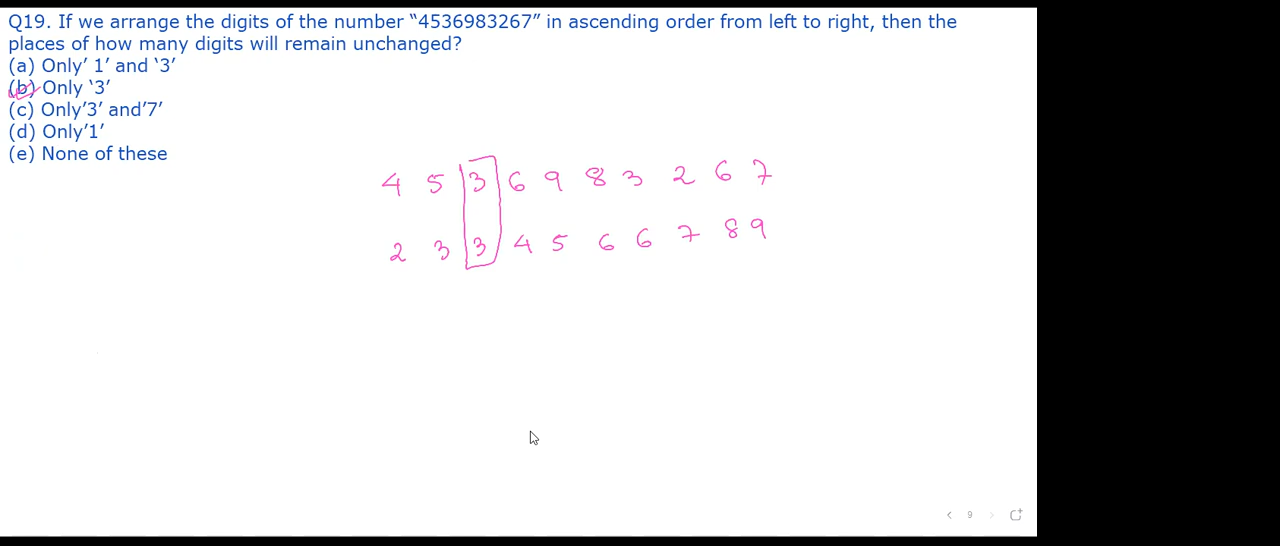 Q19. If we arrange the digits of the number “4536983267” in ascending order from left to right, then the
places of how many digits will remain unchanged?
(a) Only’ 1’ and ‘3’
(b) Only ‘3’
(c) Only’3’ and’7’
(d) Only’1’
(e) None of these
4 5 3 6 9 8 3 2 6 7
2 3 3 4 5 6 6 7 8 9
9